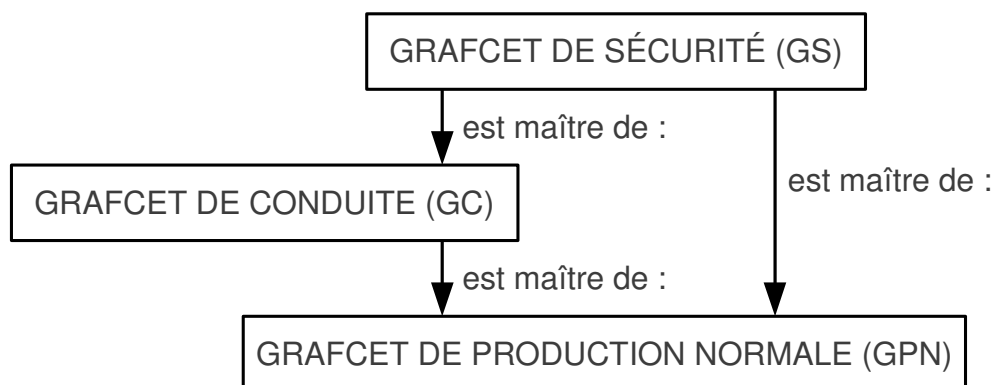 GRAFCET DE SÉCURITÉ (GS)
est maître de :
est maître de :
GRAFCET DE CONDUITE (GC)
est maître de :
GRAFCET DE PRODUCTION NORMALE (GPN)